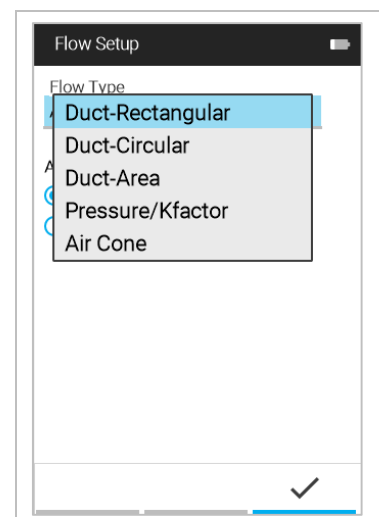 Flow Setup
Flow Type
Duct-Rectangular
Duct-Circular
Duct-Area
Pressure/Kfactor
Air Cone